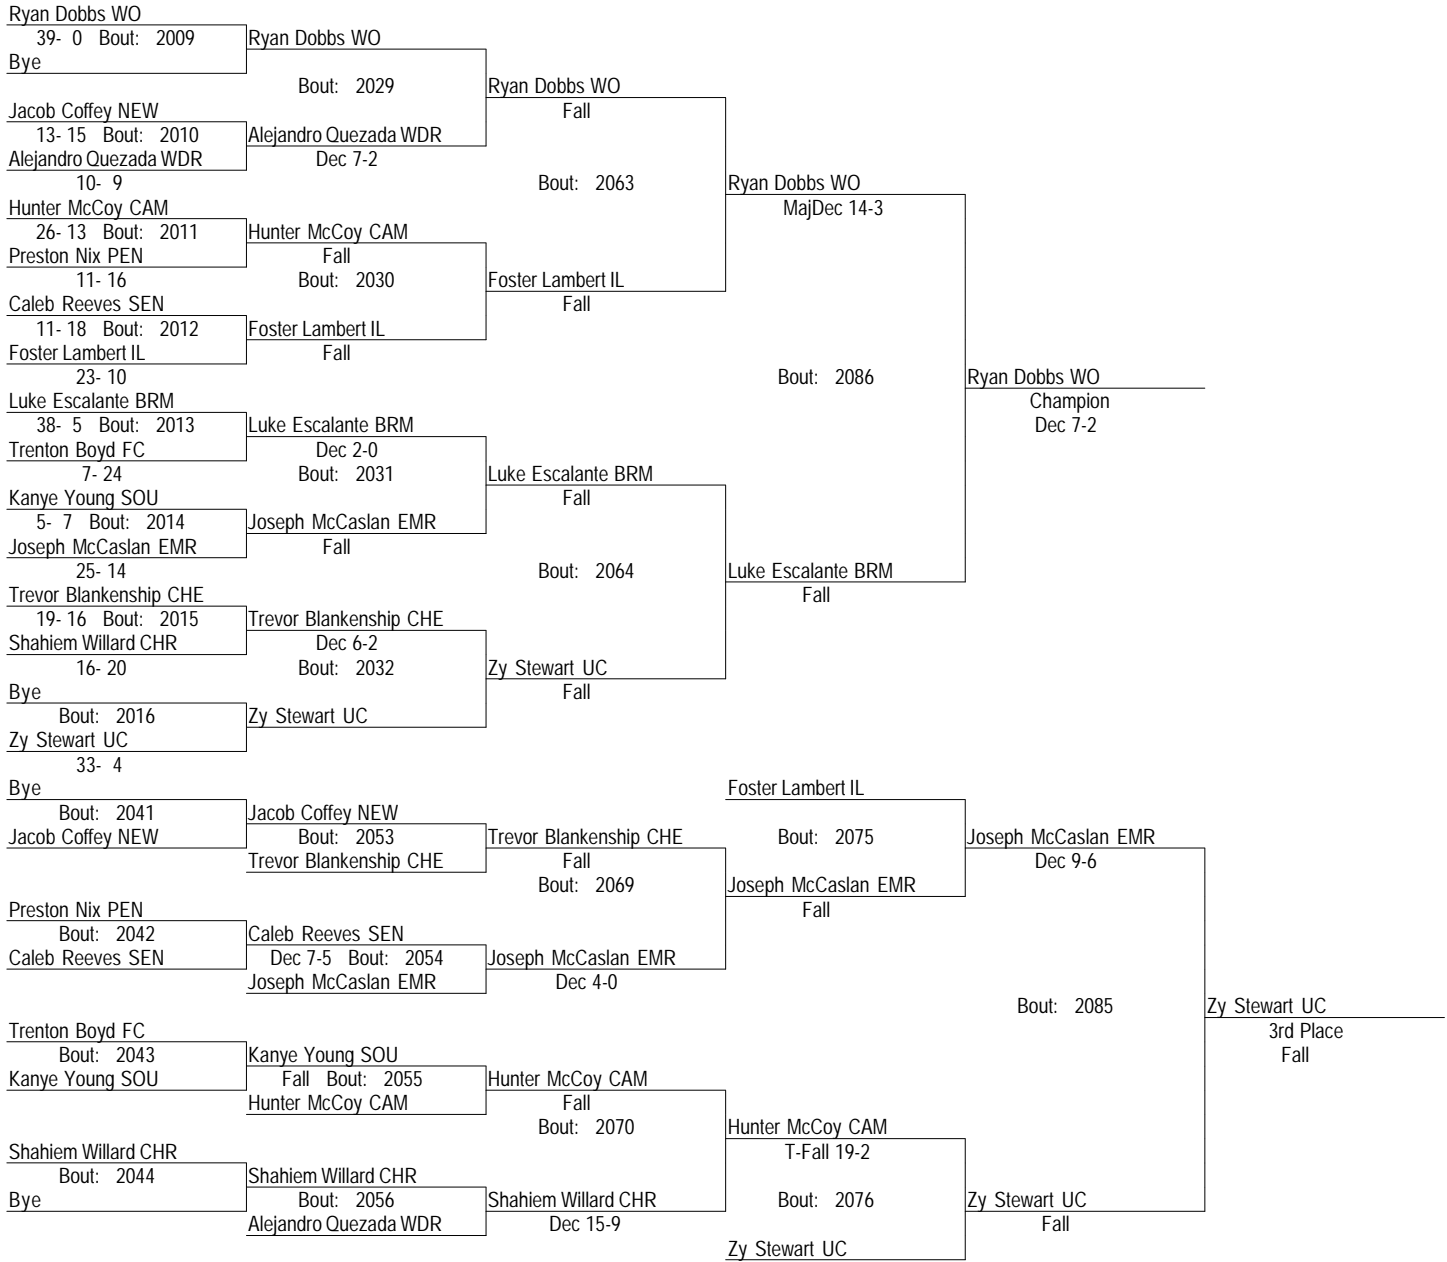 Ryan Dobbs WO
39- 0 Bout: 2009 Ryan Dobbs WO
Bye
Bout: 2029 Ryan Dobbs WO
Jacob Coffey NEW Fall
13- 15 Bout: 2010 Alejandro Quezada WDR
Alejandro Quezada WDR Dec 7-2
10- 9 Bout: 2063 Ryan Dobbs WO
Hunter McCoy CAM MajDec 14-3
26- 13 Bout: 2011 Hunter McCoy CAM
Preston Nix PEN Fall
11- 16 Bout: 2030 Foster Lambert IL
Caleb Reeves SEN Fall
11- 18 Bout: 2012 Foster Lambert IL
Foster Lambert IL Fall
23- 10 Bout: 2086 Ryan Dobbs WO
Luke Escalante BRM Champion
38- 5 Bout: 2013 Luke Escalante BRM Dec 7-2
Trenton Boyd FC Dec 2-0
7- 24 Bout: 2031 Luke Escalante BRM
Kanye Young SOU Fall
5- 7 Bout: 2014 Joseph McCaslan EMR
Joseph McCaslan EMR Fall
25- 14 Bout: 2064 Luke Escalante BRM
Trevor Blankenship CHE Fall
19- 16 Bout: 2015 Trevor Blankenship CHE
Shahiem Willard CHR Dec 6-2
16- 20 Bout: 2032 Zy Stewart UC
Bye Fall
Bout: 2016 Zy Stewart UC
Zy Stewart UC
33- 4
Bye Foster Lambert IL
Bout: 2041 Jacob Coffey NEW
Jacob Coffey NEW Bout: 2053 Trevor Blankenship CHE Bout: 2075 Joseph McCaslan EMR
Trevor Blankenship CHE Fall Dec 9-6
Bout: 2069 Joseph McCaslan EMR
Preston Nix PEN Fall
Bout: 2042 Caleb Reeves SEN
Caleb Reeves SEN Dec 7-5 Bout: 2054 Joseph McCaslan EMR
Joseph McCaslan EMR Dec 4-0
Bout: 2085 Zy Stewart UC
Trenton Boyd FC 3rd Place
Bout: 2043 Kanye Young SOU Fall
Kanye Young SOU Fall Bout: 2055 Hunter McCoy CAM
Hunter McCoy CAM Fall
Bout: 2070 Hunter McCoy CAM
Shahiem Willard CHR T-Fall 19-2
Bout: 2044 Shahiem Willard CHR
Bye Bout: 2056 Shahiem Willard CHR Bout: 2076 Zy Stewart UC
Alejandro Quezada WDR Dec 15-9 Fall
Zy Stewart UC